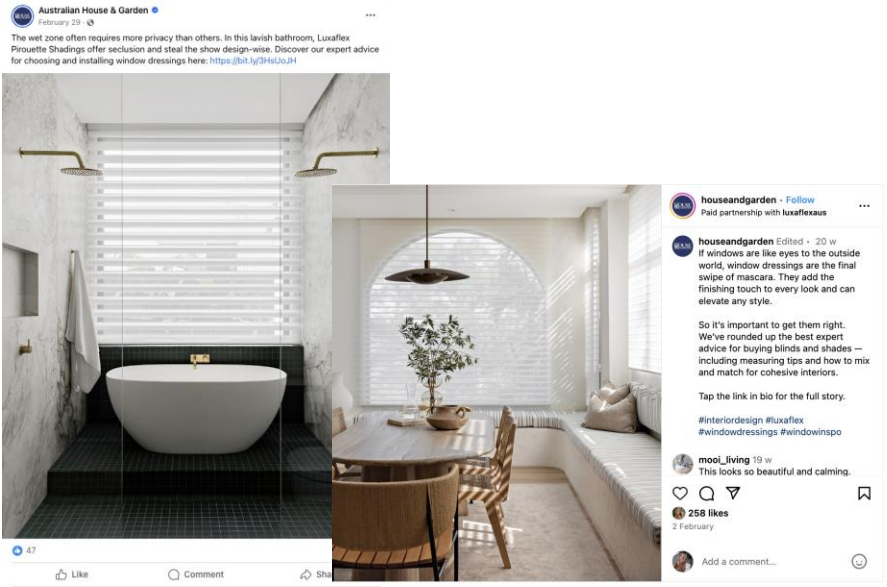 Australian House & Garden
February 29 ·
The wet zone often requires more privacy than others. In this lavish bathroom, Luxaflex
Pirouette Shadings offer seclusion and steal the show design-wise. Discover our expert advice
for choosing and installing window dressings here: https://bit.ly/3HsUoJH
47
Like
Comment
Sha
houseandgarden · Follow
Paid partnership with luxaflexaus
houseandgarden Edited · 20 w
If windows are like eyes to the outside
world, window dressings are the final
swipe of mascara. They add the
finishing touch to every look and can
elevate any style.
So it's important to get them right.
We've rounded up the best expert
advice for buying blinds and shades —
including measuring tips and how to mix
and match for cohesive interiors.
Tap the link in bio for the full story.
#interiordesign #luxaflex
#windowdressings #windowinspo
mooi_living 19 w
This looks so beautiful and calming.
258 likes
2 February
Add a comment...